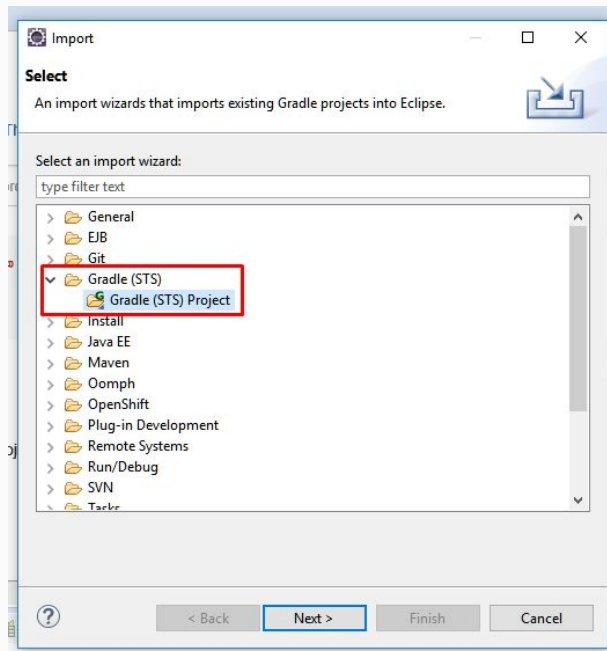 Import
Select
An import wizards that imports existing Gradle projects into Eclipse.
Select an import wizard:
type filter text
General
EJB
Git
Gradle (STS)
Gradle (STS) Project
Install
Java EE
Maven
Oomph
OpenShift
Plug-in Development
Remote Systems
Run/Debug
SVN
Tasks
< Back Next > Finish Cancel